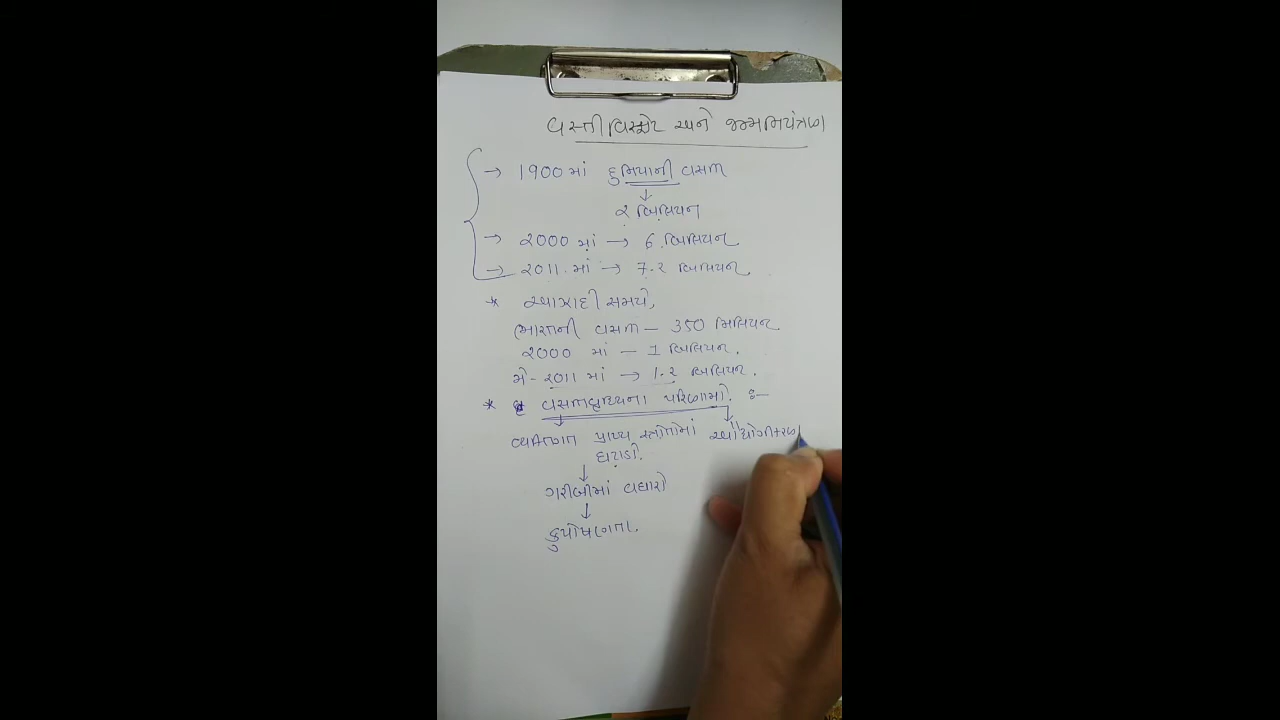 વસ્તીવિસ્ફોટ અને જન્મનિયંત્રણ
→ 1900 માં દુનિયાની વસતિ
↓
૨ બિલિયન
→ ૨000 માં → 6 બિલિયન.
→ ૨011. માં → 7.૨ બિલિયન.
* આઝાદી સમયે,
ભારતની વસતિ — 350 મિલિયન.
૨000 માં — 1 બિલિયન.
મે - ૨011 માં → 1.૨ બિલિયન.
* વસતિવૃધ્ધિના પરિણામો. :—
વ્યક્તિગત પ્રાપ્ય સ્ત્રોતોમાં ઔદ્યોગીકરણ
ઘટાડો.
↓
ગરીબીમાં વધારો
↓
કુપોષણતા.